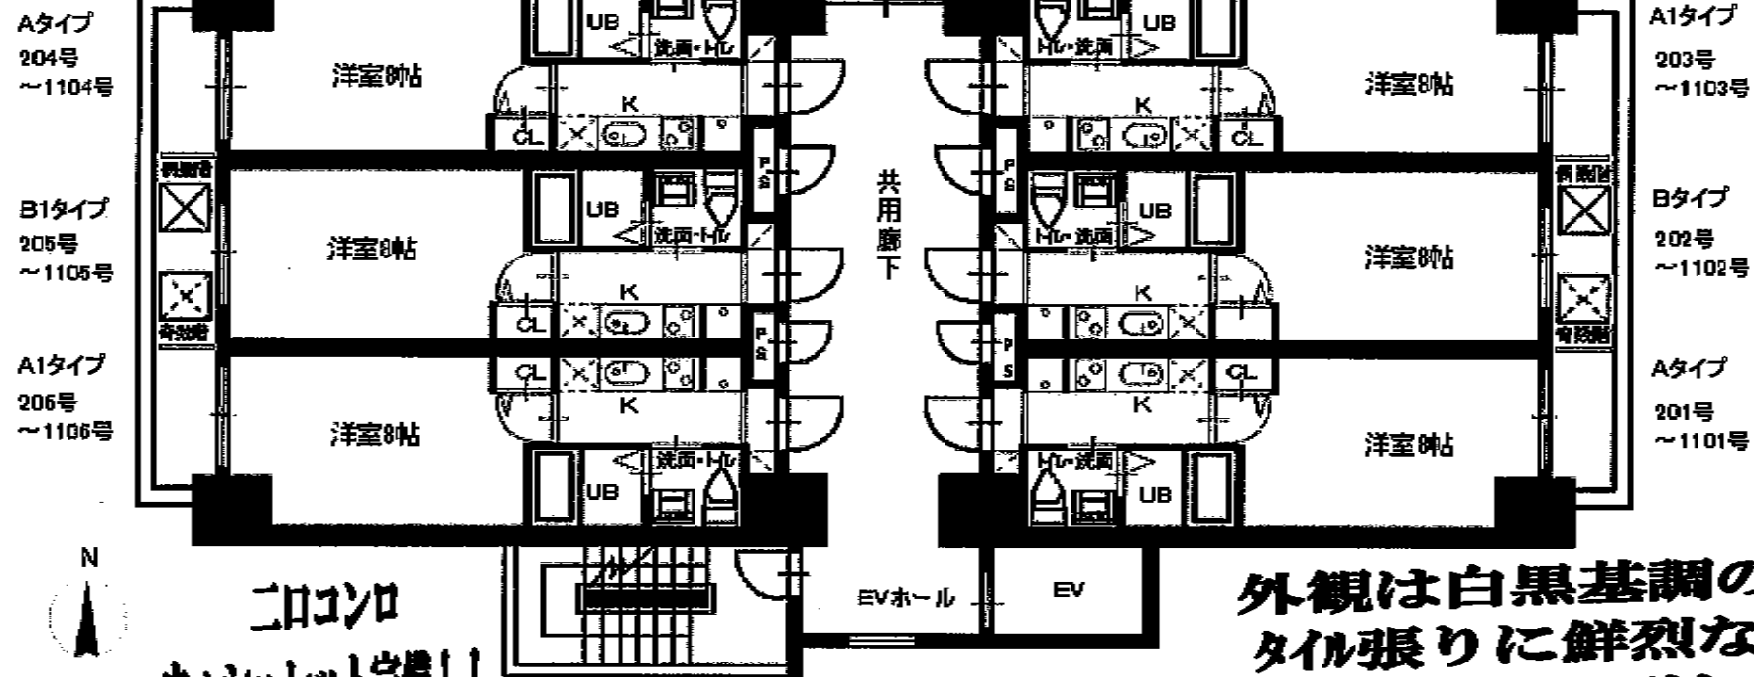 Aタイプ
204号
～1104号
洋室8帖
UB
洗面・トイレ
K
CL
PS
トイレ・洗面
UB
K
CL
PS
洋室8帖
A1タイプ
203号
～1103号
共用廊下
B1タイプ
205号
～1105号
洋室8帖
UB
洗面・トイレ
K
CL
PS
トイレ・洗面
UB
K
PS
洋室8帖
Bタイプ
202号
～1102号
A1タイプ
206号
～1106号
洋室8帖
CL
K
洗面・トイレ
UB
CL
K
トイレ・洗面
UB
洋室8帖
Aタイプ
201号
～1101号
N
二口コンロ
EVホール
EV
外観は白黒基調の
タイル張りに鮮烈な